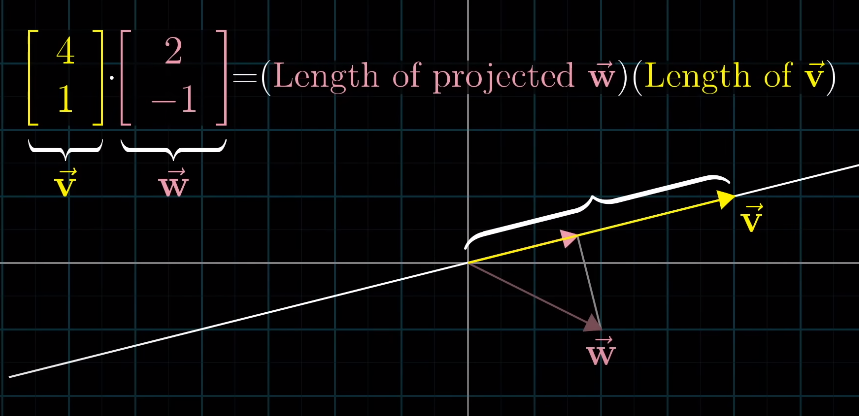 [4 1] · [2 −1] =(Length of projected w⃗)(Length of v⃗)
v⃗ w⃗
v⃗
w⃗